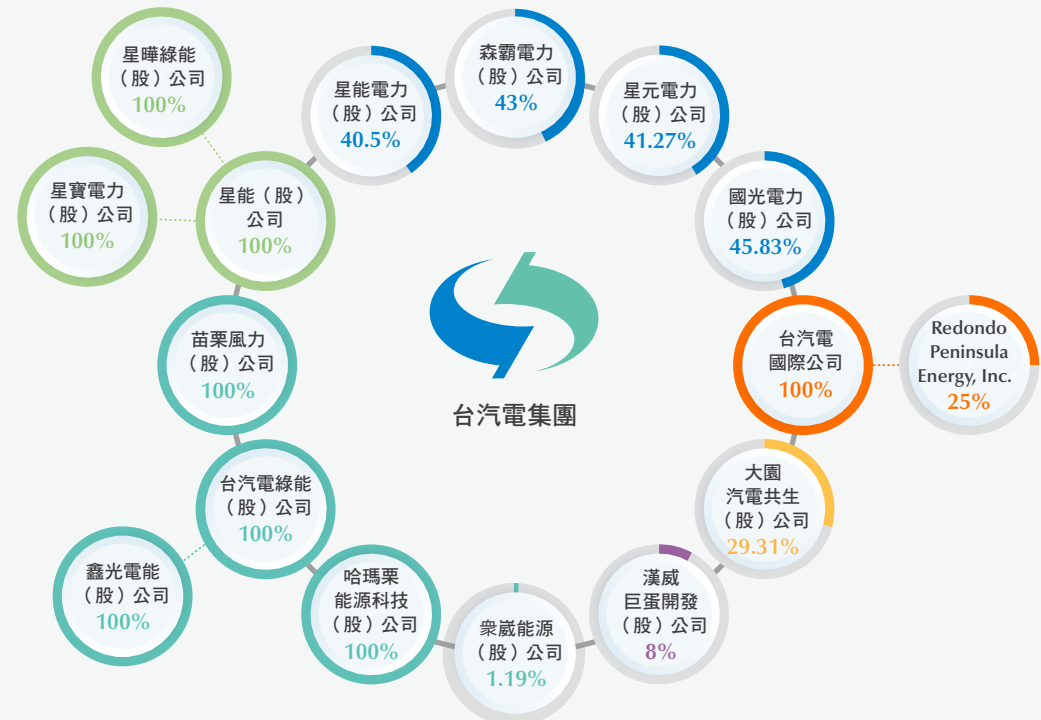 星曄綠能
（股）公司
100%
星能電力
（股）公司
40.5%
森霸電力
（股）公司
43%
星元電力
（股）公司
41.27%
星寶電力
（股）公司
100%
星能（股）
公司
100%
國光電力
（股）公司
45.83%
苗栗風力
（股）公司
100%
台汽電集團
台汽電
國際公司
100%
Redondo
Peninsula
Energy, Inc.
25%
台汽電綠能
（股）公司
100%
大園
汽電共生
（股）公司
29.31%
鑫光電能
（股）公司
100%
哈瑪栗
能源科技
（股）公司
100%
衆崴能源
（股）公司
1.19%
漢威
巨蛋開發
（股）公司
8%